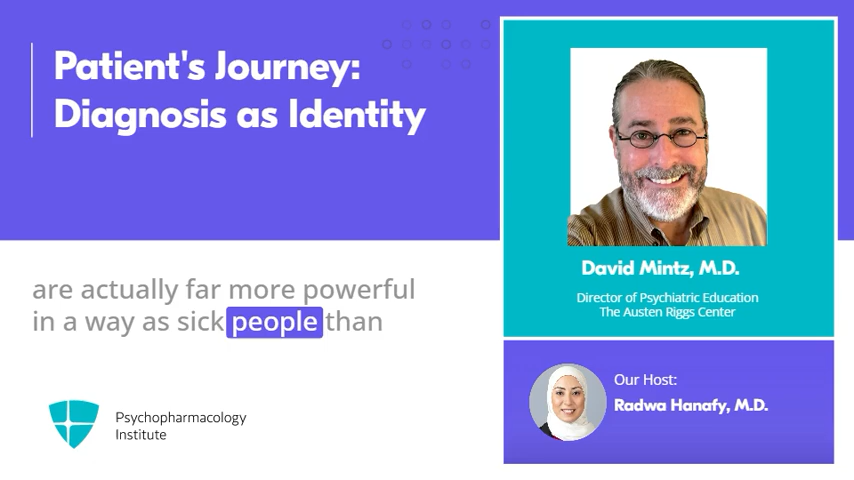 Patient's Journey:
Diagnosis as Identity
are actually far more powerful
in a way as sick people than
Psychopharmacology
Institute
David Mintz, M.D.
Director of Psychiatric Education
The Austen Riggs Center
Our Host:
Radwa Hanafy, M.D.